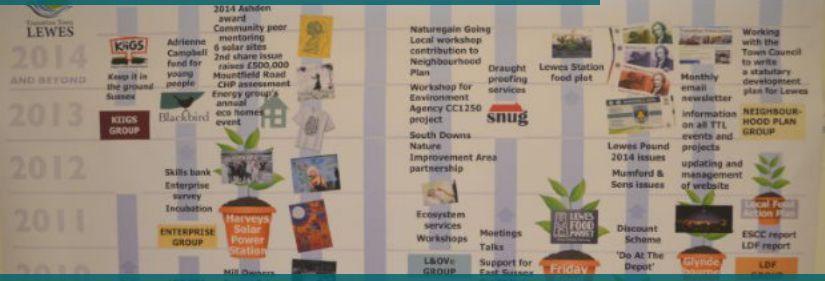 Transition Town
LEWES
2014
AND BEYOND
2013
2012
2011
2010
KiiGS
Keep it in
the ground
Sussex
KIIGS
GROUP
Adrienne
Campbell
fund for
young
people
Blackbird
Skills bank
Enterprise
survey
Incubation
ENTERPRISE
GROUP
2014 Ashden
award
Community peer
mentoring
6 solar sites
2nd share issue
raises £500,000
Mountfield Road
CHP assessment
Energy group's
annual
eco homes
event
Harveys
Solar
Power
Station
Mill Owners
Naturegain Going
Local workshop
contribution to
Neighbourhood
Plan
Workshop for
Environment
Agency CC1250
project
South Downs
Nature
Improvement Area
partnership
Ecosystem
services
Workshops
GROUP
Draught
proofing
services
snug
Meetings
Talks
Support for
East Sussex
Lewes Station
food plot
LEWES
FOOD
MARKET
Friday
Lewes Pound
2014 issues
Mumford &
Sons issues
Discount
Scheme
'Do At The
Depot'
Monthly
email
newsletter
information
on all TTL
events and
projects
updating and
management
of website
Glynde
Working
with the
Town Council
to write
a statutary
development
plan for Lewes
NEIGHBOUR-
HOOD PLAN
GROUP
Local Food
Action Plan
ESCC report
LDF report
LDF
GROUP